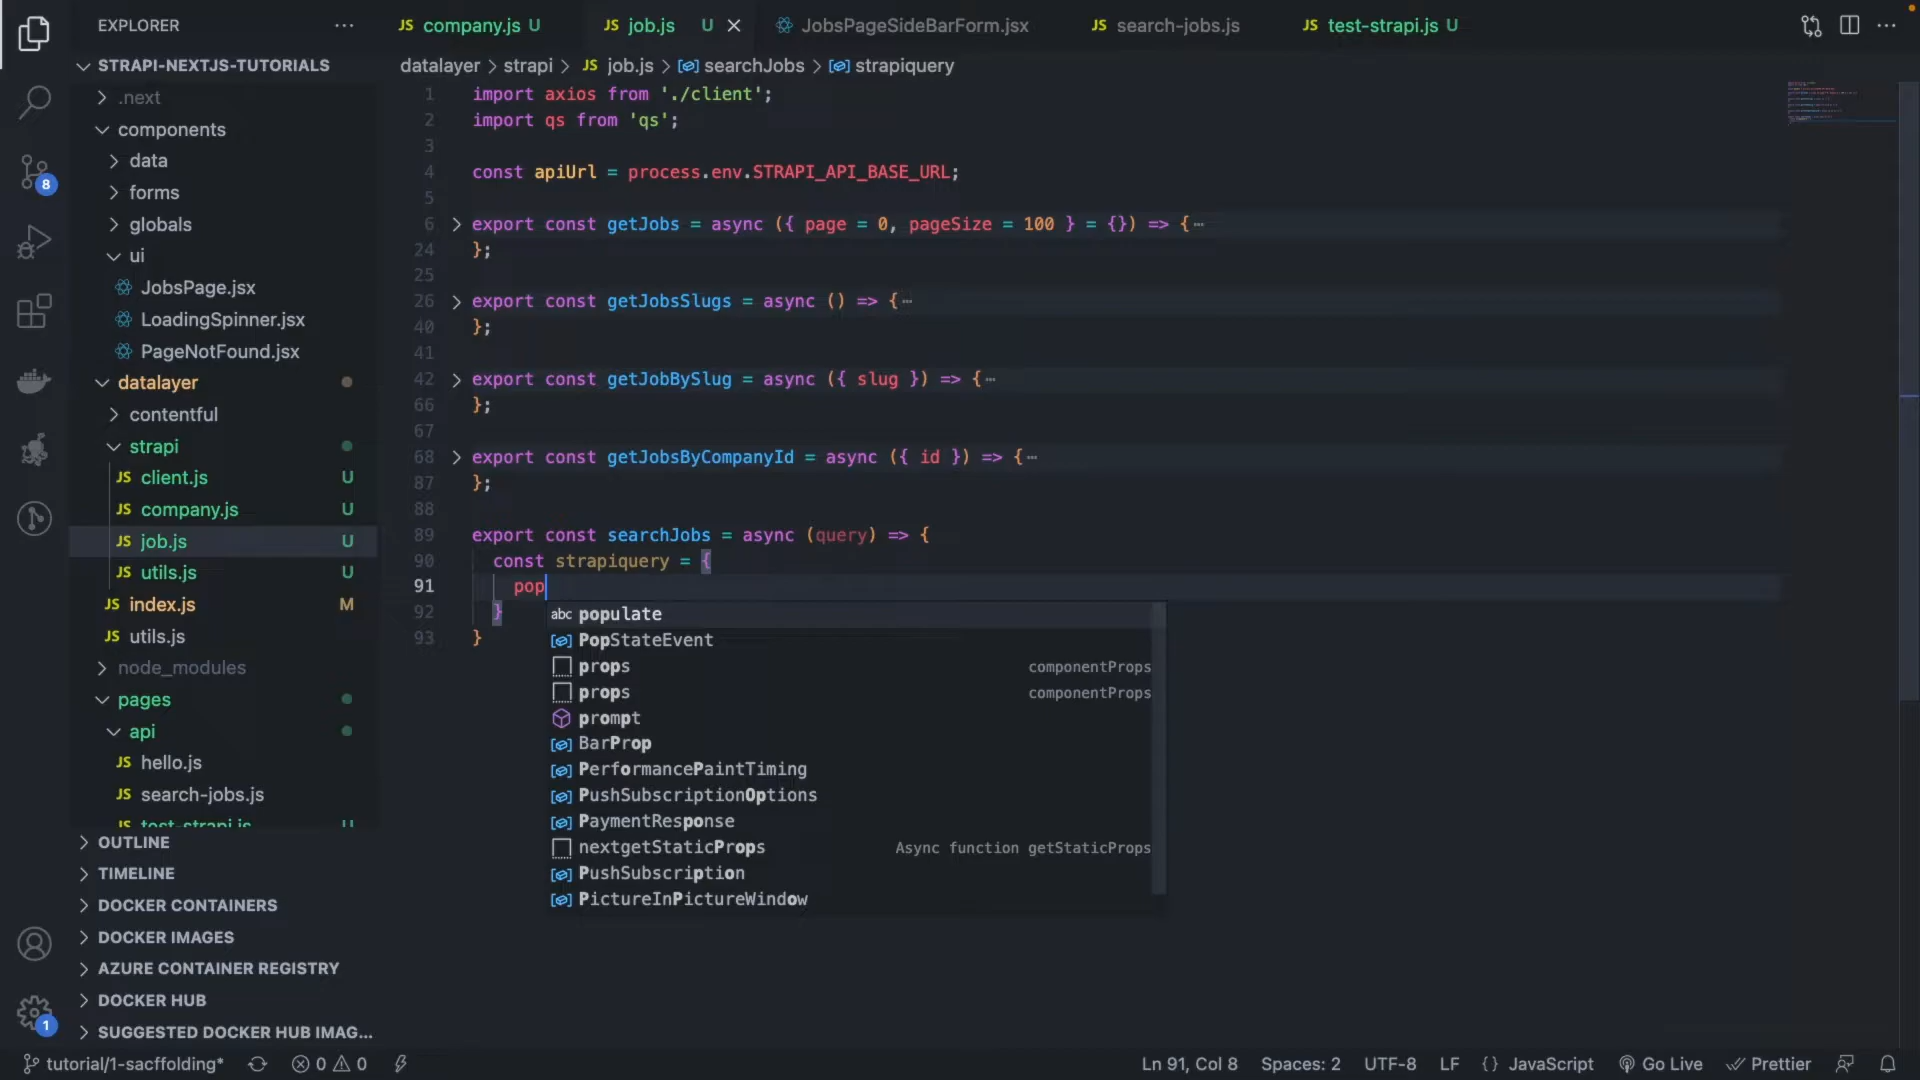 EXPLORER
company.js U
job.js U
JobsPageSideBarForm.jsx
search-jobs.js
test-strapi.js U
STRAPI-NEXTJS-TUTORIALS
datalayer > strapi > JS job.js > searchJobs > strapiquery
.next
components
data
forms
globals
ui
JobsPage.jsx
LoadingSpinner.jsx
PageNotFound.jsx
datalayer
contentful
strapi
JS client.js U
JS company.js U
JS job.js U
JS utils.js U
JS index.js M
JS utils.js
node_modules
pages
api
JS hello.js
JS search-jobs.js
JS test-strapi.js U
OUTLINE
TIMELINE
DOCKER CONTAINERS
DOCKER IMAGES
AZURE CONTAINER REGISTRY
DOCKER HUB
SUGGESTED DOCKER HUB IMAG...
8
1
1 import axios from './client';
2 import qs from 'qs';
3
4 const apiUrl = process.env.STRAPI_API_BASE_URL;
5
6 export const getJobs = async ({ page = 0, pageSize = 100 } = {}) => {…
24 };
25
26 export const getJobsSlugs = async () => {…
40 };
41
42 export const getJobBySlug = async ({ slug }) => {…
66 };
67
68 export const getJobsByCompanyId = async ({ id }) => {…
87 };
88
89 export const searchJobs = async (query) => {
90 const strapiquery = {
91 pop
92 }
93 }
abc populate
PopStateEvent
props componentProps
props componentProps
prompt
BarProp
PerformancePaintTiming
PushSubscriptionOptions
PaymentResponse
nextgetStaticProps Async function getStaticProps
PushSubscription
PictureInPictureWindow
tutorial/1-sacffolding* 0 0
Ln 91, Col 8 Spaces: 2 UTF-8 LF {} JavaScript Go Live Prettier